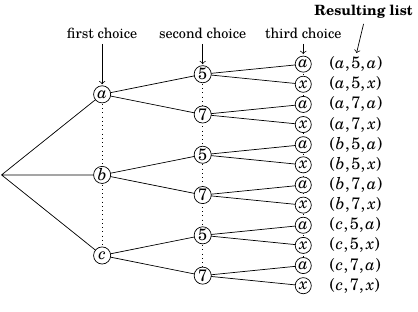 Resulting list
first choice second choice third choice
a (a,5,a)
5
x (a,5,x)
a
a (a,7,a)
7
x (a,7,x)
a (b,5,a)
5
x (b,5,x)
b
a (b,7,a)
7
x (b,7,x)
a (c,5,a)
5
x (c,5,x)
c
a (c,7,a)
7
x (c,7,x)